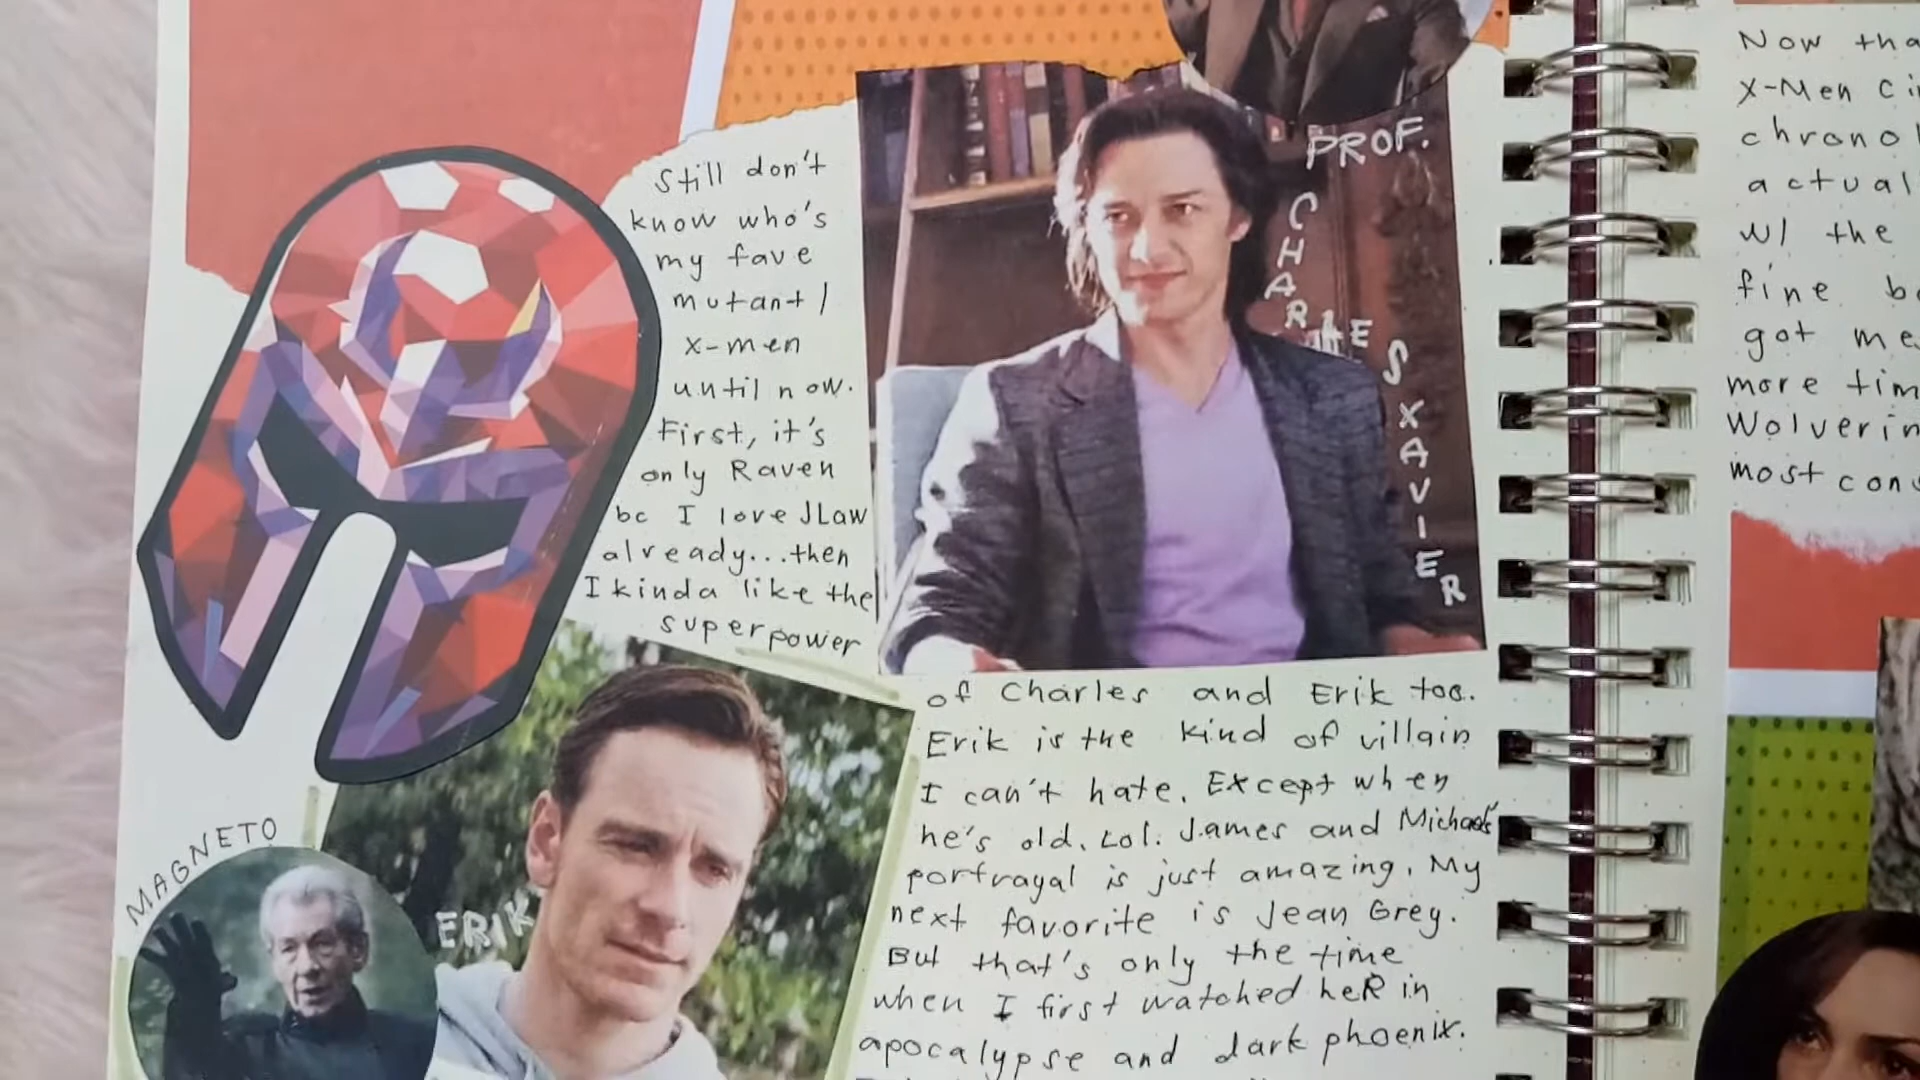 Still don't
know who's
my fave
mutant/
x-men
until now.
First, it's
only Raven
bc I love JLaw
already...then
I kinda like the
superpower
of Charles and Erik too.
Erik is the kind of villain
I can't hate. Except when
he's old. Lol. James and Michael's
portrayal is just amazing. My
next favorite is Jean Grey.
But that's only the time
when I first watched heR in
apocalypse and dark phoenix.
PROF.
CHARLES
XAVIER
MAGNETO
ERIK
Now tha
X-Men Ci
chronol
actual
w/ the
fine be
got me
more tim
Wolverin
most cons